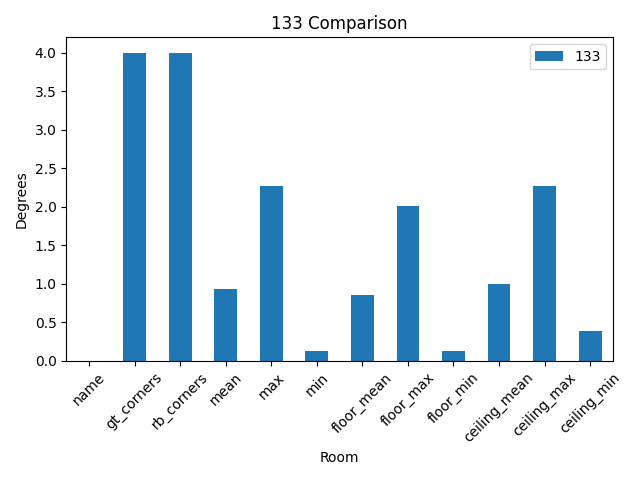 133 Comparison
133
Degrees
4.0
3.5
3.0
2.5
2.0
1.5
1.0
0.5
0.0
name
gt_corners
rb_corners
mean
max
min
floor_mean
floor_max
floor_min
ceiling_mean
ceiling_max
ceiling_min
Room